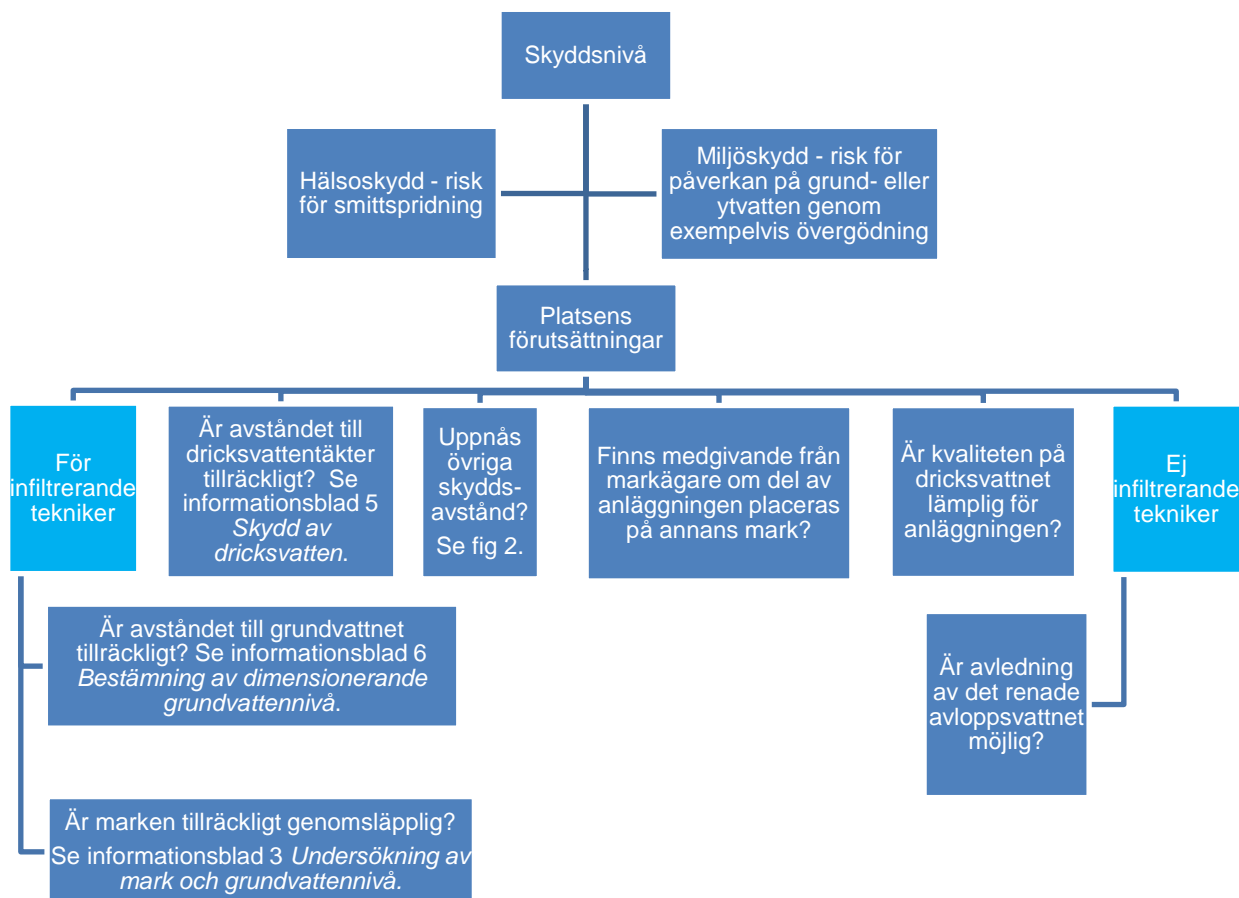 Skyddsnivå
Hälsoskydd - risk
för smittspridning
Miljöskydd - risk för
påverkan på grund- eller
ytvatten genom
exempelvis övergödning
Platsens
förutsättningar
För
infiltrerande
tekniker
Är avståndet till
dricksvattentäkter
tillräckligt? Se
informationsblad 5
Skydd av
dricksvatten.
Uppnås
övriga
skydds-
avstånd?
Se fig 2.
Finns medgivande från
markägare om del av
anläggningen placeras
på annans mark?
Är kvaliteten på
dricksvattnet
lämplig för
anläggningen?
Ej
infiltrerande
tekniker
Är avståndet till grundvattnet
tillräckligt? Se informationsblad 6
Bestämning av dimensionerande
grundvattennivå.
Är avledning
av det renade
avloppsvattnet
möjlig?
Är marken tillräckligt genomsläpplig?
Se informationsblad 3 Undersökning av
mark och grundvattennivå.